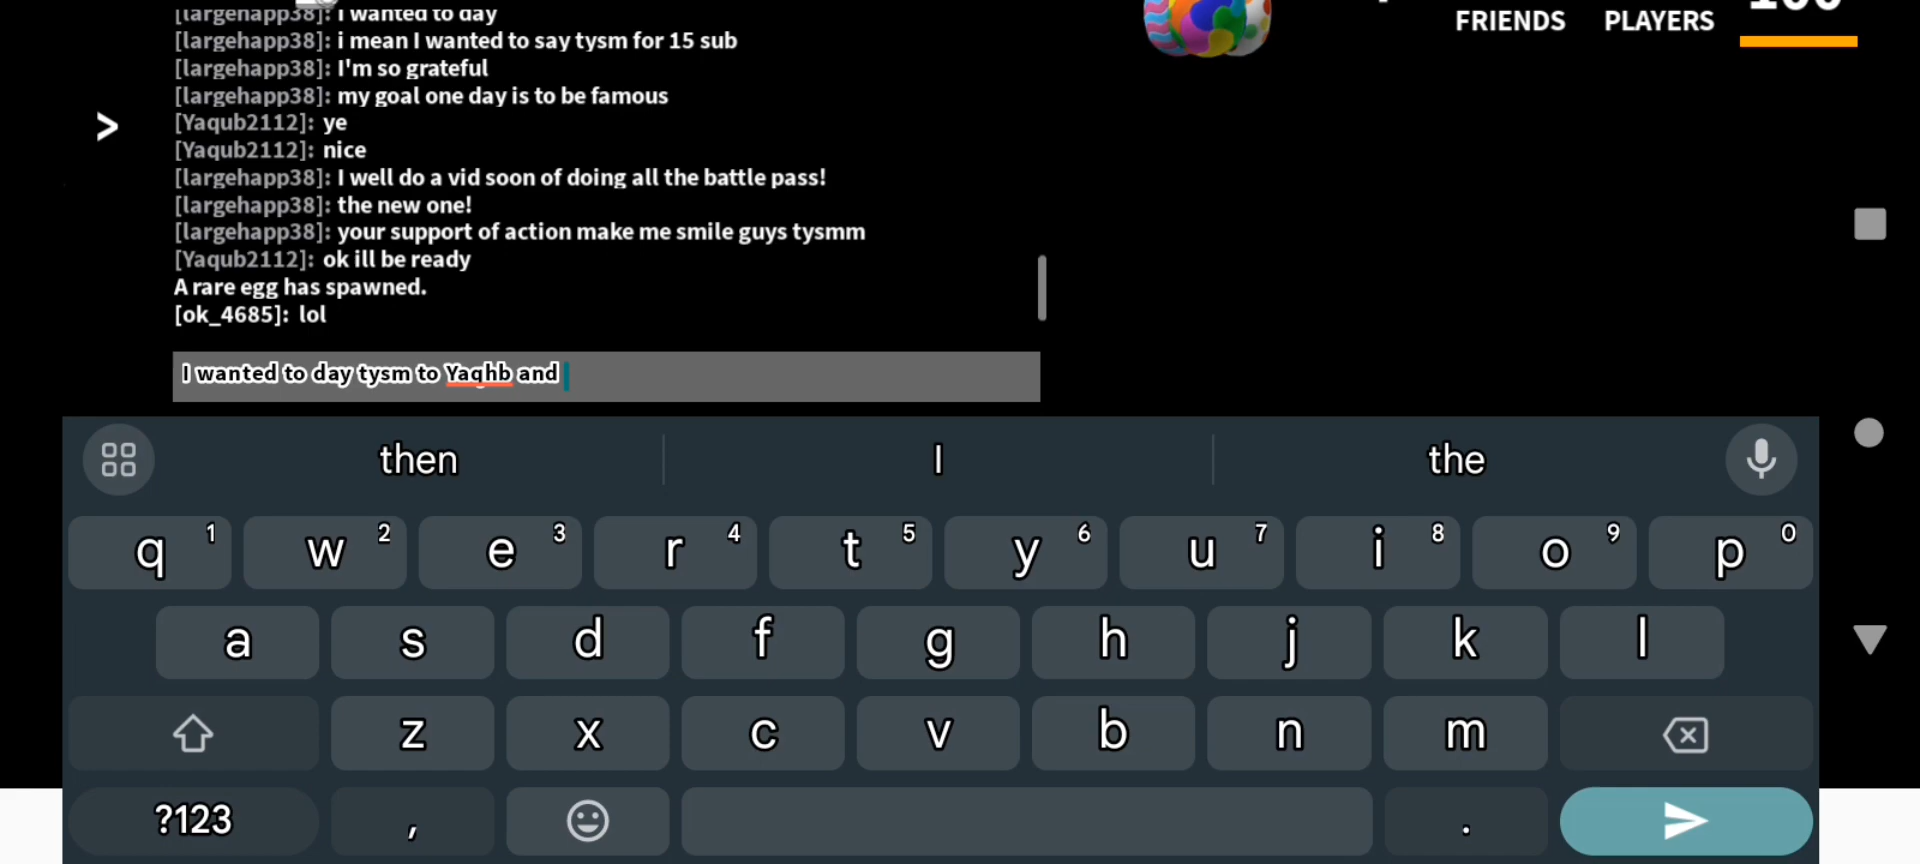 [largehapp38]: I wanted to day
[largehapp38]: i mean I wanted to say tysm for 15 sub
[largehapp38]: I'm so grateful
[largehapp38]: my goal one day is to be famous
[Yaqub2112]: ye
[Yaqub2112]: nice
[largehapp38]: I well do a vid soon of doing all the battle pass!
[largehapp38]: the new one!
[largehapp38]: your support of action make me smile guys tysmm
[Yaqub2112]: ok ill be ready
A rare egg has spawned.
[ok_4685]: lol
>
FRIENDS PLAYERS
I wanted to day tysm to Yaqhb and
then I the
q 1 w 2 e 3 r 4 t 5 y 6 u 7 i 8 o 9 p 0
a s d f g h j k l
z x c v b n m
?123 , .